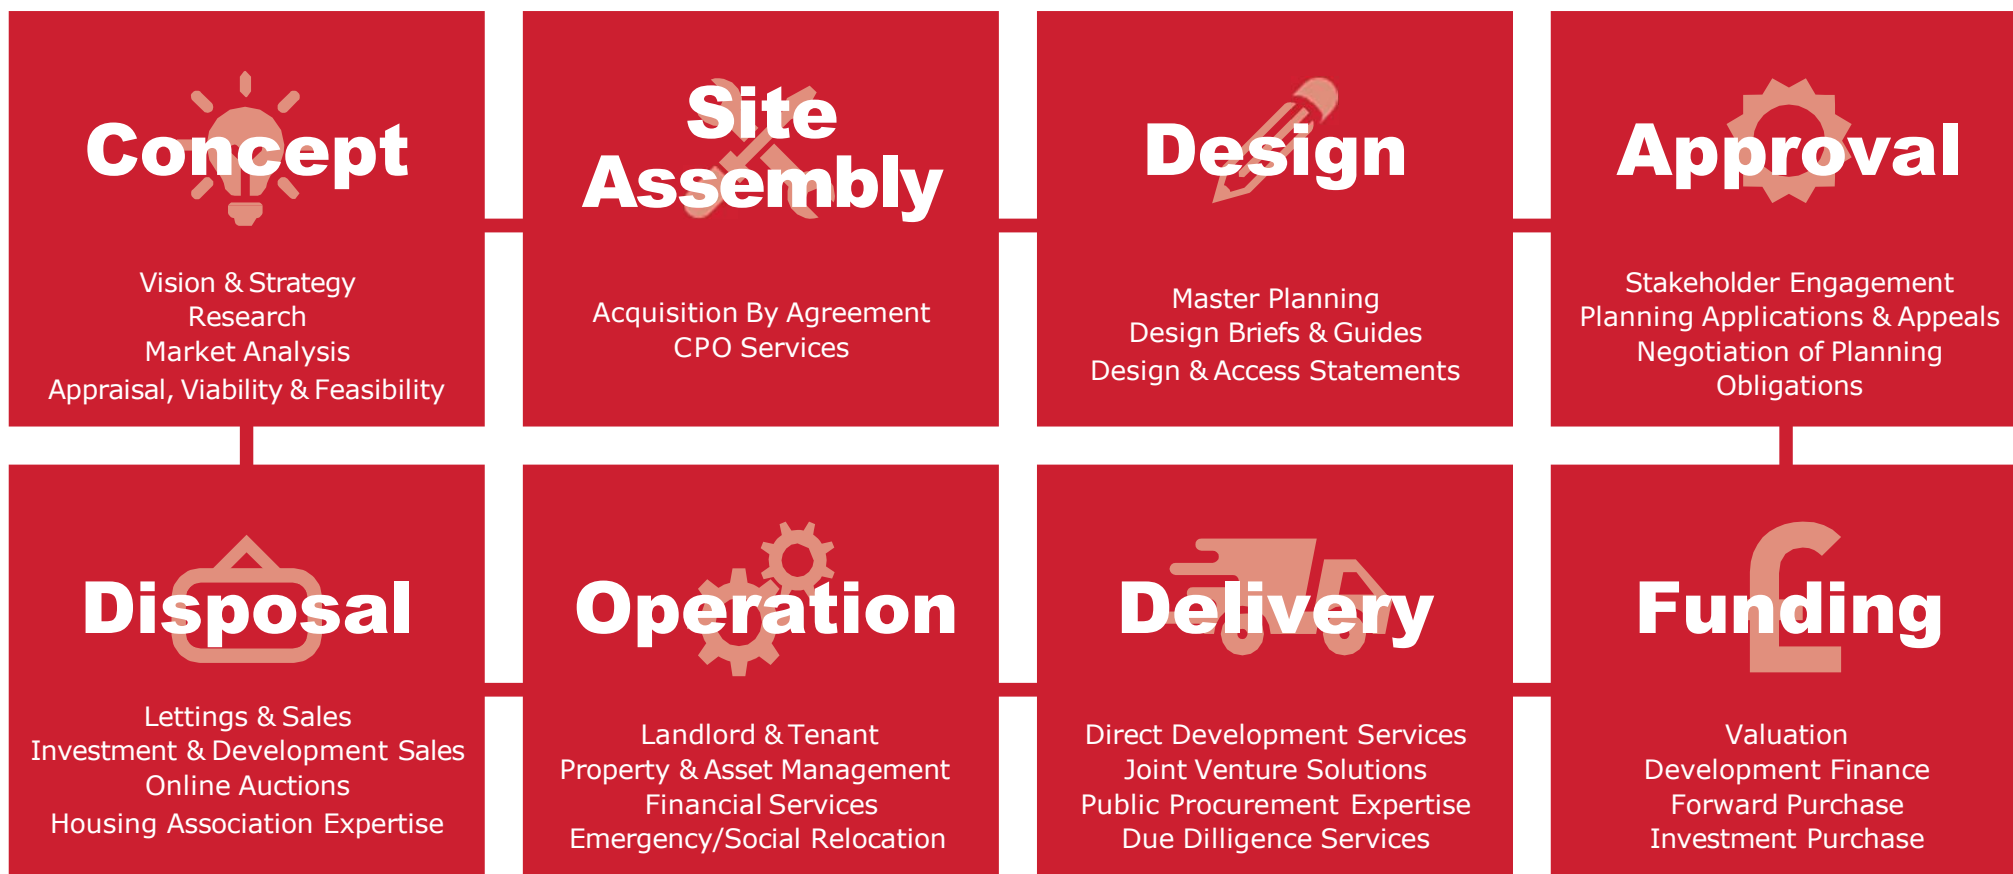 Concept
Vision & Strategy
Research
Market Analysis
Appraisal, Viability & Feasibility
Site
Assembly
Acquisition By Agreement
CPO Services
Design
Master Planning
Design Briefs & Guides
Design & Access Statements
Approval
Stakeholder Engagement
Planning Applications & Appeals
Negotiation of Planning
Obligations
Disposal
Lettings & Sales
Investment & Development Sales
Online Auctions
Housing Association Expertise
Operation
Landlord & Tenant
Property & Asset Management
Financial Services
Emergency/Social Relocation
Delivery
Direct Development Services
Joint Venture Solutions
Public Procurement Expertise
Due Dilligence Services
Funding
Valuation
Development Finance
Forward Purchase
Investment Purchase